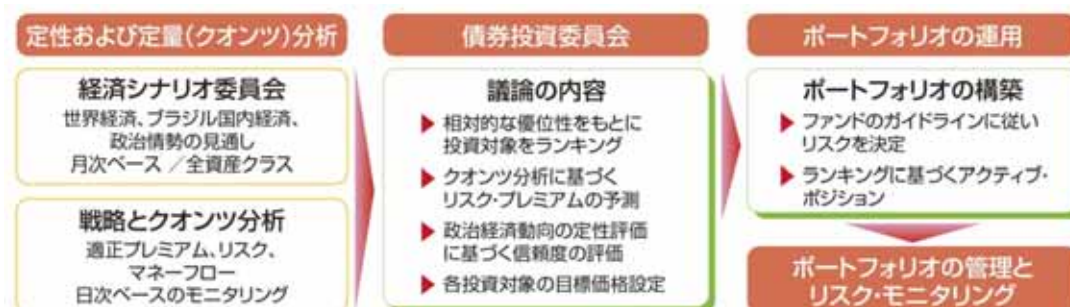 定性および定量(クオンツ)分析
経済シナリオ委員会
世界経済、ブラジル国内経済、
政治情勢の見通し
月次ベース ／全資産クラス
戦略とクオンツ分析
適正プレミアム、リスク、
マネーフロー
日次ベースのモニタリング
債券投資委員会
議論の内容
▶ 相対的な優位性をもとに
投資対象をランキング
▶ クオンツ分析に基づく
リスク・プレミアムの予測
▶ 政治経済動向の定性評価
に基づく信頼度の評価
▶ 各投資対象の目標価格設定
ポートフォリオの運用
ポートフォリオの構築
▶ ファンドのガイドラインに従い
リスクを決定
▶ ランキングに基づくアクティブ・
ポジション
ポートフォリオの管理と
リスク・モニタリング